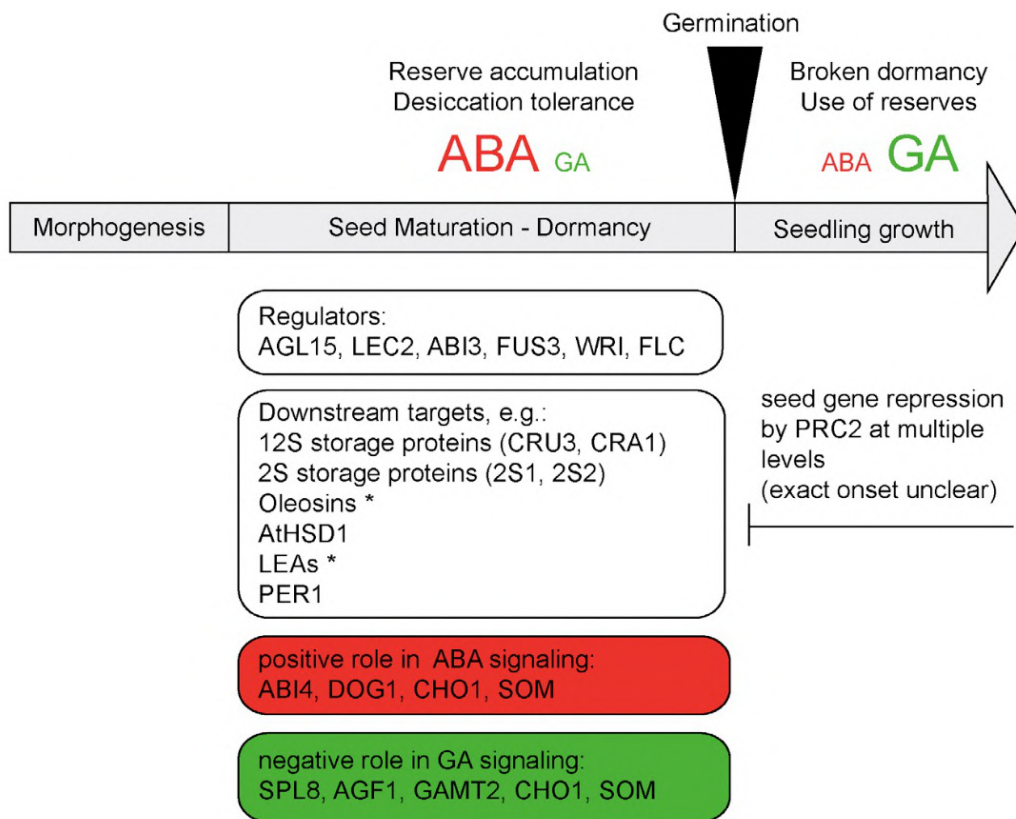 Germination
Reserve accumulation
Desiccation tolerance
Broken dormancy
Use of reserves
ABA GA
ABA GA
Morphogenesis
Seed Maturation - Dormancy
Seedling growth
Regulators:
AGL15, LEC2, ABI3, FUS3, WRI, FLC
Downstream targets, e.g.:
12S storage proteins (CRU3, CRA1)
2S storage proteins (2S1, 2S2)
Oleosins *
AtHSD1
LEAs *
PER1
seed gene repression
by PRC2 at multiple
levels
(exact onset unclear)
positive role in ABA signaling:
ABI4, DOG1, CHO1, SOM
negative role in GA signaling:
SPL8, AGF1, GAMT2, CHO1, SOM